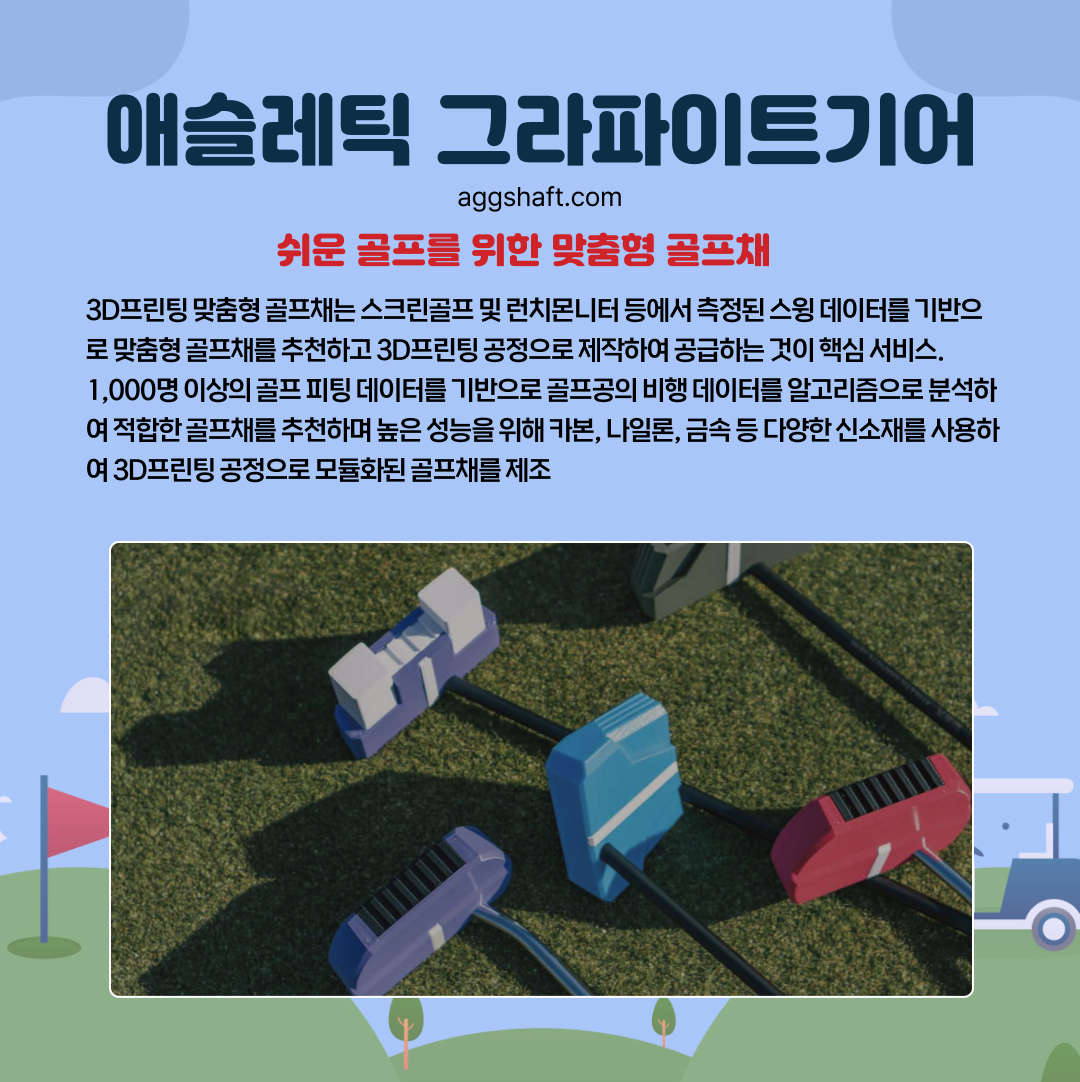 애슬레틱 그라파이트기어
aggshaft.com
쉬운 골프를 위한 맞춤형 골프채
3D프린팅 맞춤형 골프채는 스크린골프 및 런치몬니터 등에서 측정된 스윙 데이터를 기반으
로 맞춤형 골프채를 추천하고 3D프린팅 공정으로 제작하여 공급하는 것이 핵심 서비스.
1,000명 이상의 골프 피팅 데이터를 기반으로 골프공의 비행 데이터를 알고리즘으로 분석하
여 적합한 골프채를 추천하며 높은 성능을 위해 카본, 나일론, 금속 등 다양한 신소재를 사용하
여 3D프린팅 공정으로 모듈화된 골프채를 제조